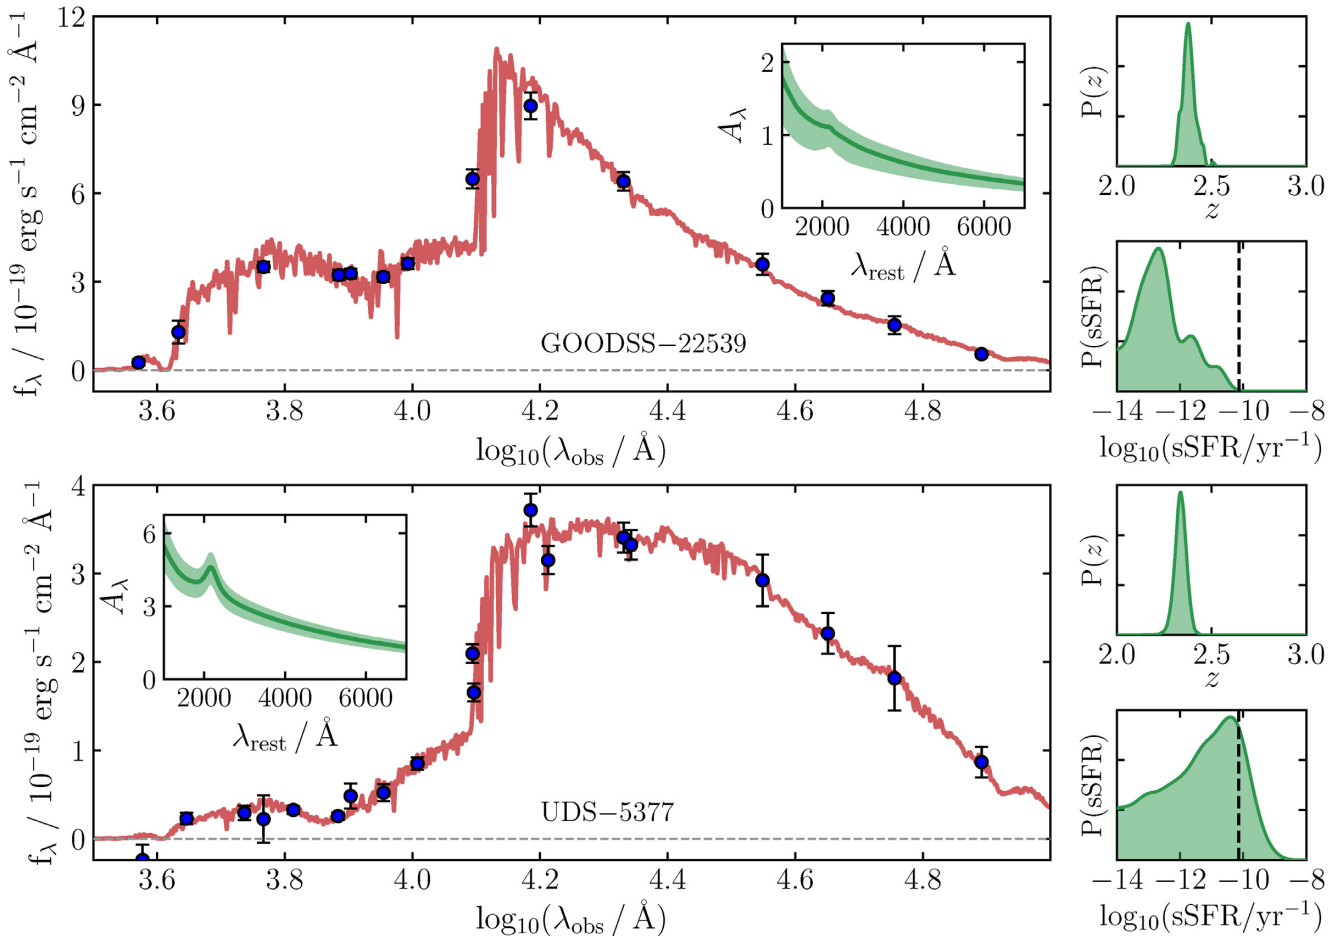 f_λ / 10⁻¹⁹ erg s⁻¹ cm⁻² Å⁻¹
12
9
6
3
0
3.6 3.8 4.0 4.2 4.4 4.6 4.8
log₁₀(λ_obs / Å)
GOODSS−22539
A_λ
2
1
0
2000 4000 6000
λ_rest / Å
P(z)
2.0 2.5 3.0
z
P(sSFR)
−14 −12 −10 −8
log₁₀(sSFR/yr⁻¹)
f_λ / 10⁻¹⁹ erg s⁻¹ cm⁻² Å⁻¹
4
3
2
1
0
3.6 3.8 4.0 4.2 4.4 4.6 4.8
log₁₀(λ_obs / Å)
UDS−5377
A_λ
6
3
0
2000 4000 6000
λ_rest / Å
P(z)
2.0 2.5 3.0
z
P(sSFR)
−14 −12 −10 −8
log₁₀(sSFR/yr⁻¹)